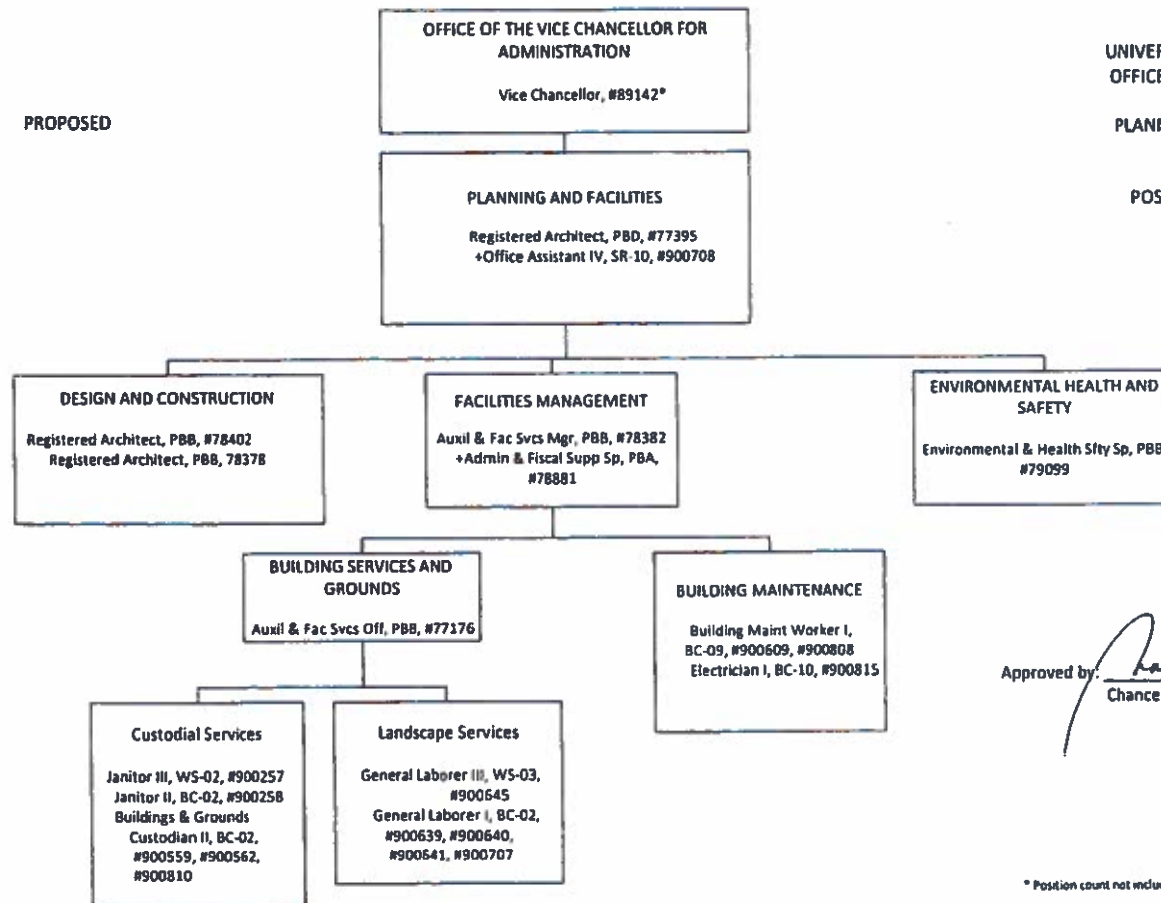 PROPOSED
OFFICE OF THE VICE CHANCELLOR FOR
ADMINISTRATION
Vice Chancellor, #89142*
PLANNING AND FACILITIES
Registered Architect, PBD, #77395
+Office Assistant IV, SR-10, #900708
DESIGN AND CONSTRUCTION
Registered Architect, PBB, #78402
Registered Architect, PBB, 78378
FACILITIES MANAGEMENT
Auxil & Fac Svcs Mgr, PBB, #78382
+Admin & Fiscal Supp Sp, PBA,
#78881
ENVIRONMENTAL HEALTH AND
SAFETY
Environmental & Health Sfty Sp, PBB
#79099
BUILDING SERVICES AND
GROUNDS
Auxil & Fac Svcs Off, PBB, #77176
BUILDING MAINTENANCE
Building Maint Worker I,
BC-09, #900609, #900808
Electrician I, BC-10, #900815
Custodial Services
Janitor III, WS-02, #900257
Janitor II, BC-02, #900258
Buildings & Grounds
Custodian II, BC-02,
#900559, #900562,
#900810
Landscape Services
General Laborer III, WS-03,
#900645
General Laborer I, BC-02,
#900639, #900640,
#900641, #900707
OFFICE
Approved by:
* Position count not